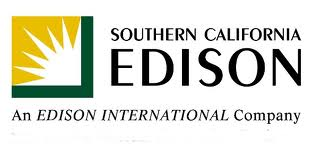 SOUTHERN CALIFORNIA
EDISON
An EDISON INTERNATIONAL Company